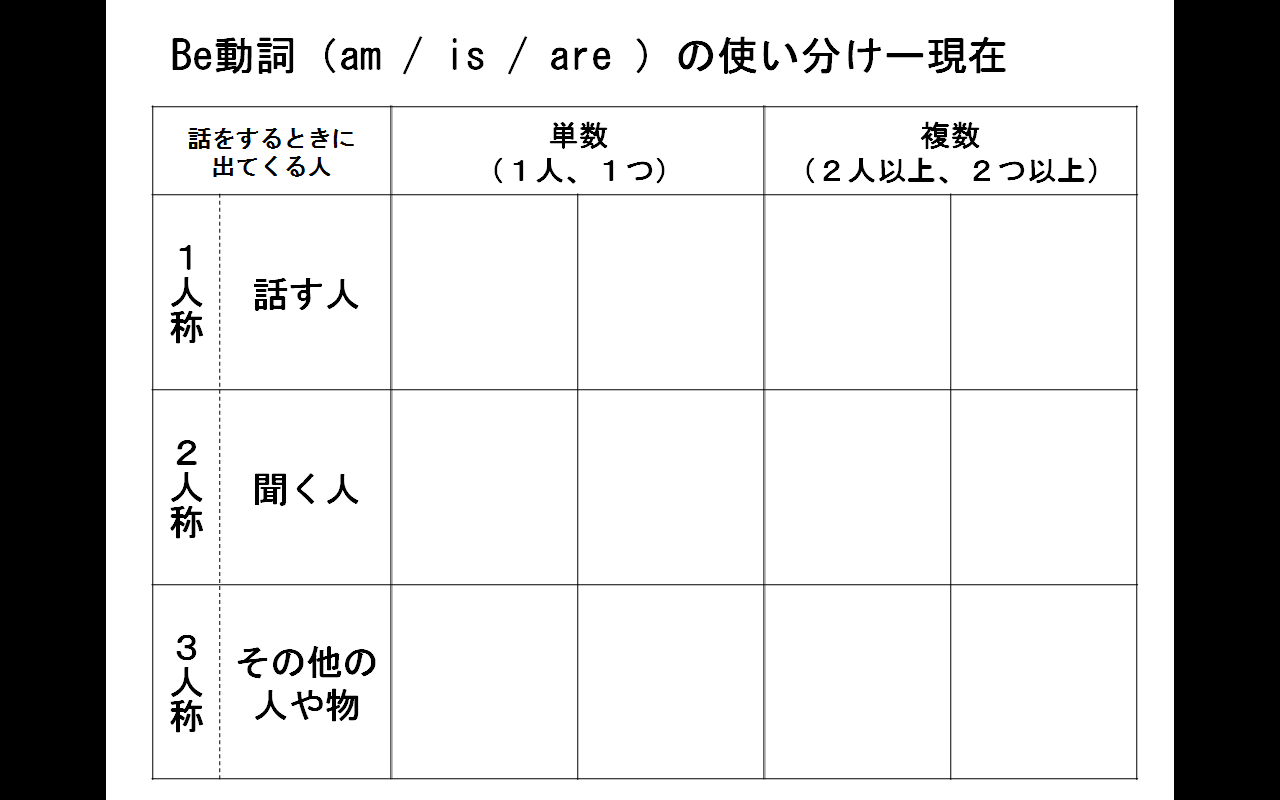 Be動詞（am / is / are ）の使い分けー現在
話をするときに
出てくる人
単数
（１人、１つ）
複数
（２人以上、２つ以上）
１人称
話す人
２人称
聞く人
３人称
その他の
人や物